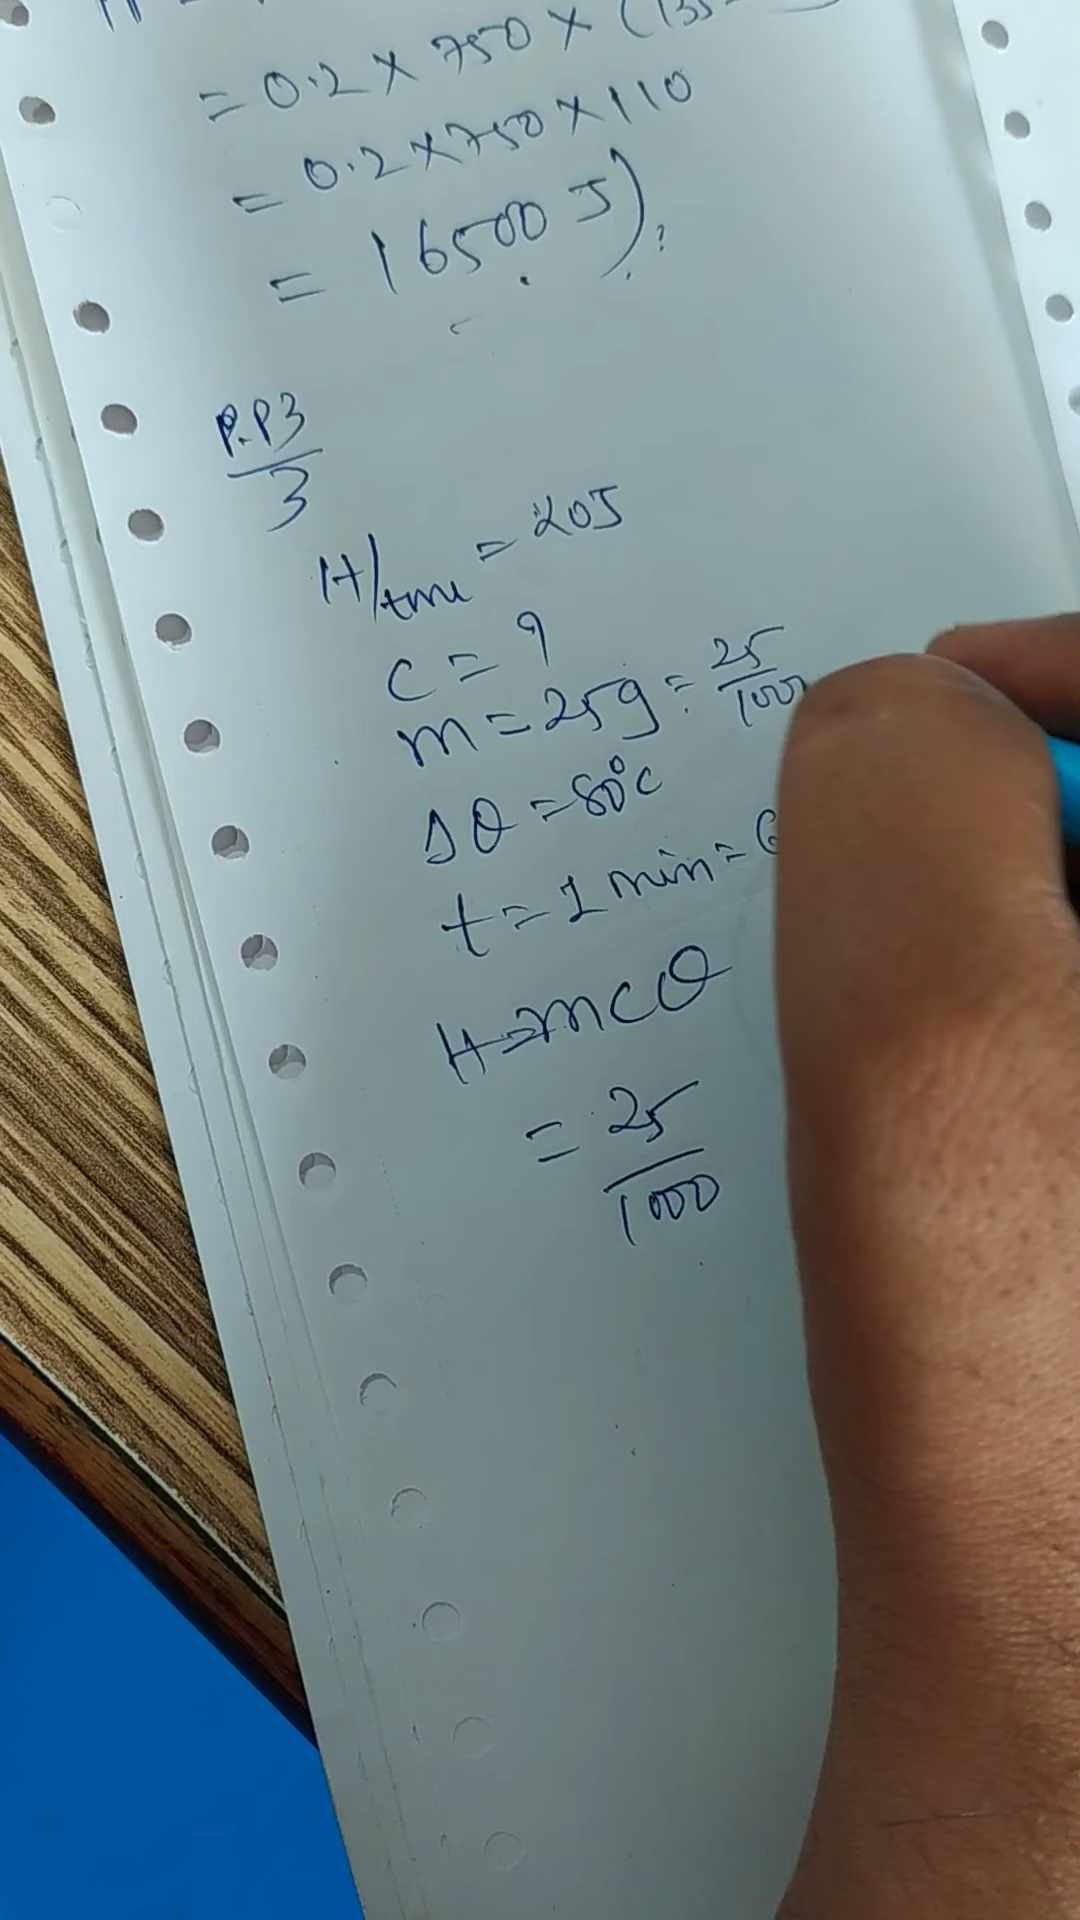 = 0.2 × 750 × (135
= 0.2 × 750 × 110
= 16500 J)
P.P3
3
H/time = 20J
C = ?
m = 25g = 25/1000
Δθ = 80°C
t = 1 min = 6
H = mcθ
= 25/1000